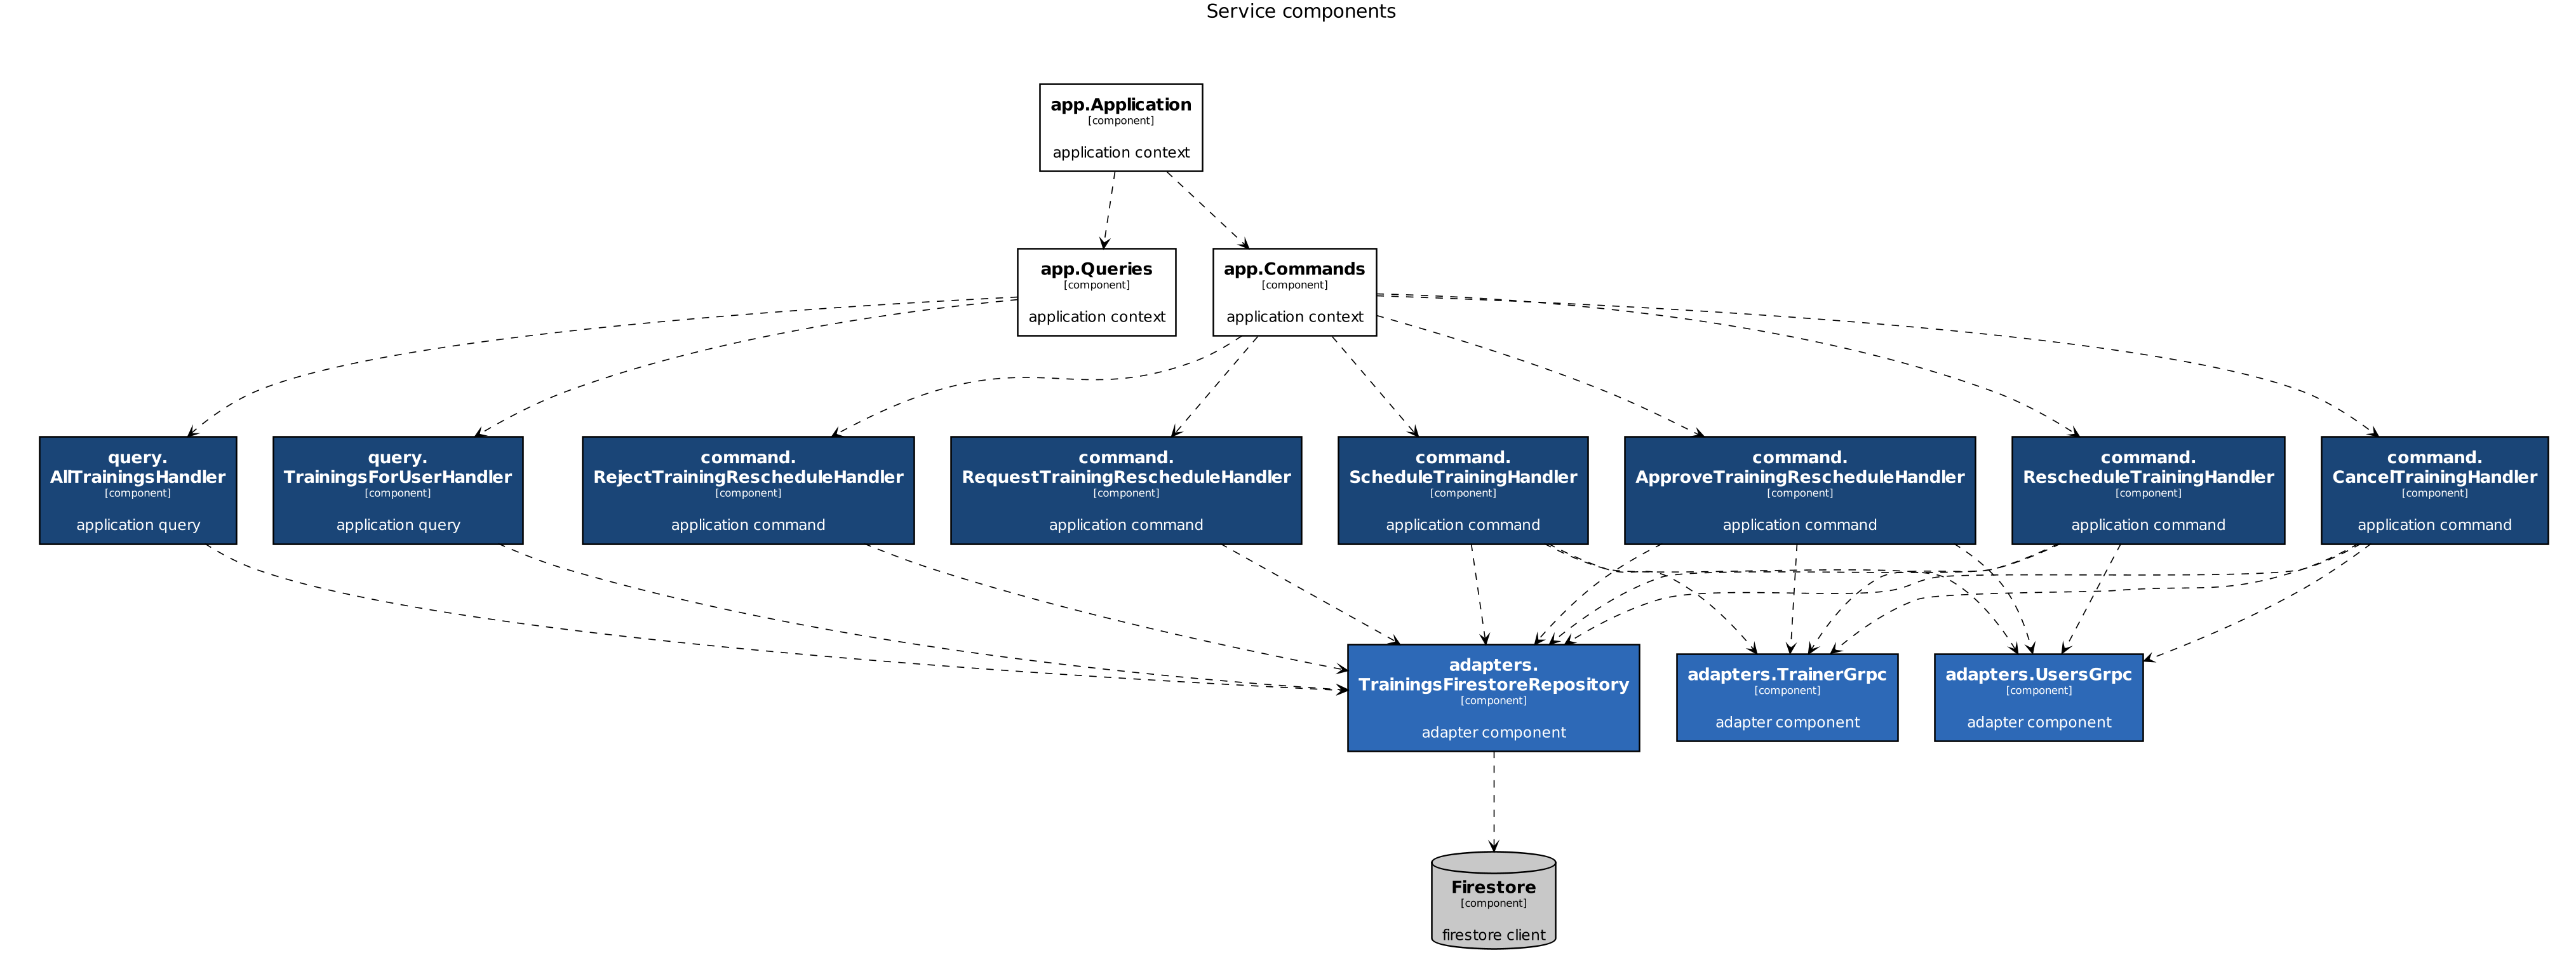 Service components
app.Application
[component]
application context
app.Queries
[component]
application context
app.Commands
[component]
application context
query.
AllTrainingsHandler
[component]
application query
query.
TrainingsForUserHandler
[component]
application query
command.
RejectTrainingRescheduleHandler
[component]
application command
command.
RequestTrainingRescheduleHandler
[component]
application command
command.
ScheduleTrainingHandler
[component]
application command
command.
ApproveTrainingRescheduleHandler
[component]
application command
command.
RescheduleTrainingHandler
[component]
application command
command.
CancelTrainingHandler
[component]
application command
adapters.
TrainingsFirestoreRepository
[component]
adapter component
adapters.TrainerGrpc
[component]
adapter component
adapters.UsersGrpc
[component]
adapter component
Firestore
[component]
firestore client